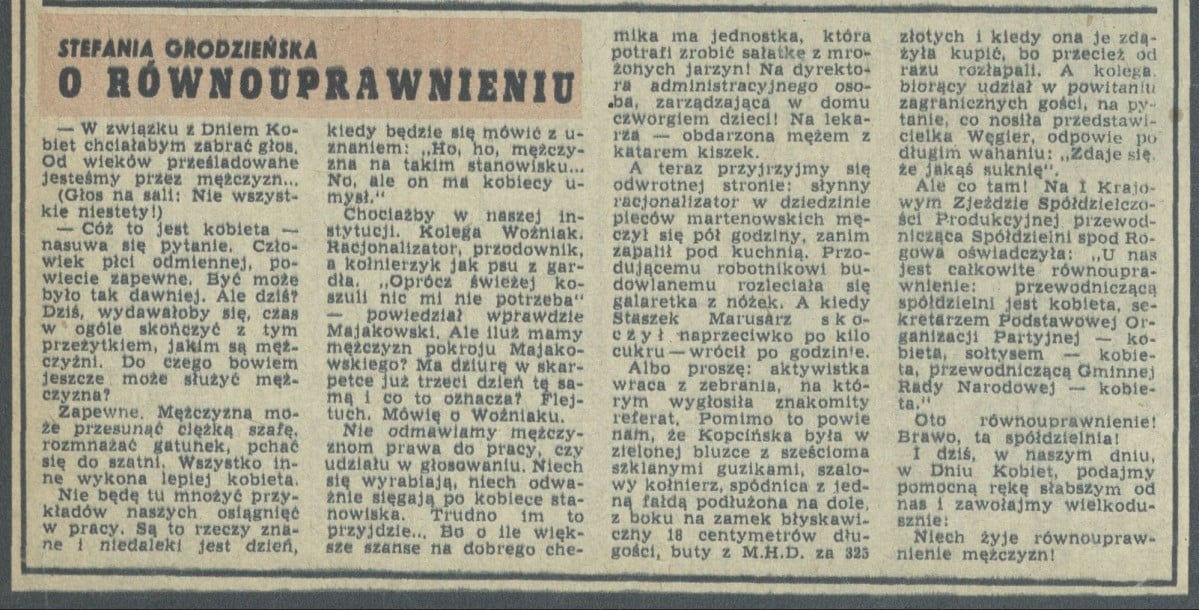 STEFANIA GRODZIEŃSKA
O RÓWNOUPRAWNIENIU
— W związku z Dniem Ko-
biet chciałabym zabrać głos.
Od wieków prześladowane
jesteśmy przez mężczyzn...
(Głos na sali: Nie wszyst-
kie niestety!)
— Cóż to jest kobieta —
nasuwa się pytanie. Czło-
wiek płci odmiennej, po-
wiecie zapewne. Być może
było tak dawniej. Ale dziś?
Dziś, wydawałoby się, czas
w ogóle skończyć z tym
przeżytkiem, jakim są męż-
czyźni. Do czego bowiem
jeszcze może służyć męż-
czyzna?
Zapewne. Mężczyzna mo-
że przesunąć ciężką szafę,
rozmnażać gatunek, pchać
się do szatni. Wszystko in-
ne wykona lepiej kobieta.
Nie będę tu mnożyć przy-
kładów naszych osiągnięć
w pracy. Są to rzeczy zna-
ne i niedaleki jest dzień,
kiedy będzie się mówić z u-
znaniem: „Ho, ho, mężczy-
zna na takim stanowisku...
No, ale on ma kobiecy u-
mysł.“
Chociażby w naszej in-
stytucji. Kolega Woźniak.
Racjonalizator, przodownik,
a kołnierzyk jak psu z gar-
dła. „Oprócz świeżej ko-
szuli nic mi nie potrzeba“
— powiedział wprawdzie
Majakowski. Ale iluż mamy
mężczyzn pokroju Majako-
wskiego? Ma dziurę w skar-
petce już trzeci dzień tę sa-
mą i co to oznacza? Flej-
tuch. Mówię o Woźniaku.
Nie odmawiamy mężczy-
znom prawa do pracy, czy
udziału w głosowaniu. Niech
się wyrabiają, niech odwa-
żnie sięgają po kobiece sta-
nowiska. Trudno im to
przyjdzie... Bo o ile więk-
sze szanse na dobrego che-
mika ma jednostka, która
potrafi zrobić sałatkę z mro-
żonych jarzyn! Na dyrekto-
ra administracyjnego oso-
ba, zarządzająca w domu
czworgiem dzieci! Na leka-
rza — obdarzona mężem z
katarem kiszek.
A teraz przyjrzyjmy się
odwrotnej stronie: słynny
racjonalizator w dziedzinie
pieców martenowskich mę-
czył się pół godziny, zanim
zapalił pod kuchnią. Przo-
dującemu robotnikowi bu-
dowlanemu rozleciała się
galaretka z nóżek. A kiedy
Staszek Marusarz sko-
czył naprzeciwko po kilo
cukru — wrócił po godzinie.
Albo proszę: aktywistka
wraca z zebrania, na któ-
rym wygłosiła znakomity
referat. Pomimo to powie
nam, że Kopcińska była w
zielonej bluzce z sześcioma
szklanymi guzikami, szalo-
wy kołnierz, spódnica z jed-
ną fałdą podłużona na dole,
z boku na zamek błyskawi-
czny 18 centymetrów dłu-
gości, buty z M.H.D. za 325
złotych i kiedy ona je zdą-
żyła kupić, bo przecież od
razu rozłapali. A kolega
biorący udział w powitaniu
zagranicznych gości, na py-
tanie, co nosiła przedstawi-
cielka Węgier, odpowie po
długim wahaniu: „Zdaje się,
że jakąś suknię“.
Ale co tam! Na I Krajo-
wym Zjeździe Spółdzielczo-
ści Produkcyjnej przewod-
nicząca Spółdzielni spod Ro-
gowa oświadczyła: „U nas
jest całkowite równoupra-
wnienie: przewodniczącą
spółdzielni jest kobieta, se-
kretarzem Podstawowej Or-
ganizacji Partyjnej — ko-
bieta, sołtysem — kobie-
ta, przewodniczącą Gminnej
Rady Narodowej — kobie-
ta.“
Oto równouprawnienie!
Brawo, ta spółdzielnia!
I dziś, w naszym dniu,
w Dniu Kobiet, podajmy
pomocną rękę słabszym od
nas i zawołajmy wielkodu-
sznie:
Niech żyje równoupraw-
nienie mężczyzn!